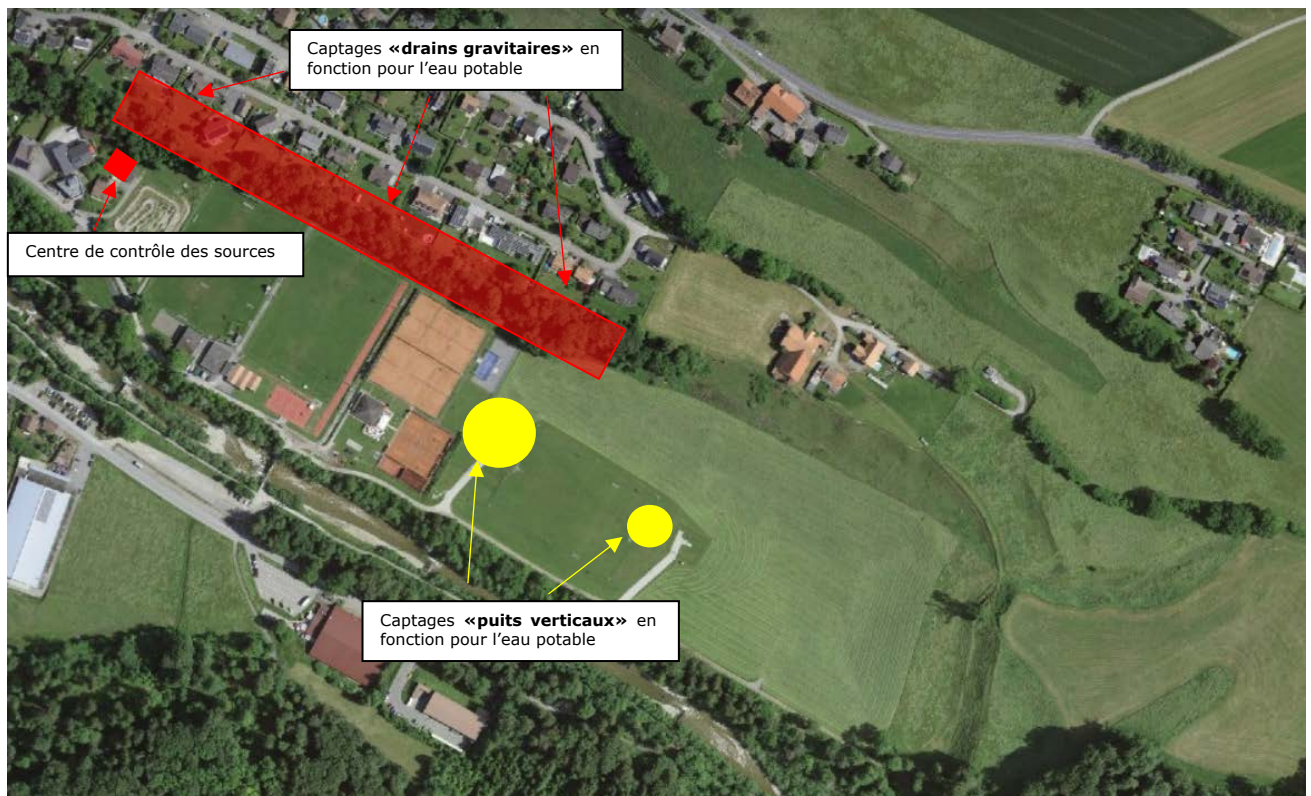 Captages «drains gravitaires» en
fonction pour l’eau potable
Centre de contrôle des sources
Captages «puits verticaux» en
fonction pour l’eau potable